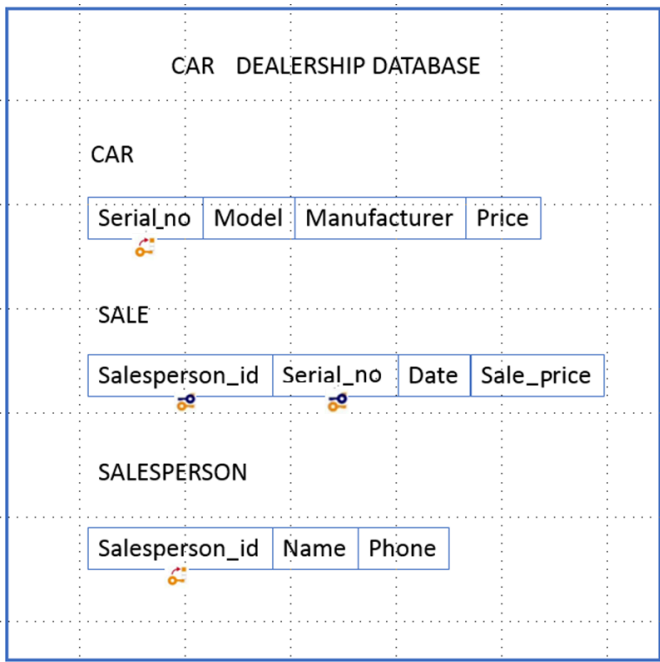 CAR DEALERSHIP DATABASE
CAR
Serial_no Model Manufacturer Price
SALE
Salesperson_id Serial_no Date Sale_price
SALESPERSON
Salesperson_id Name Phone